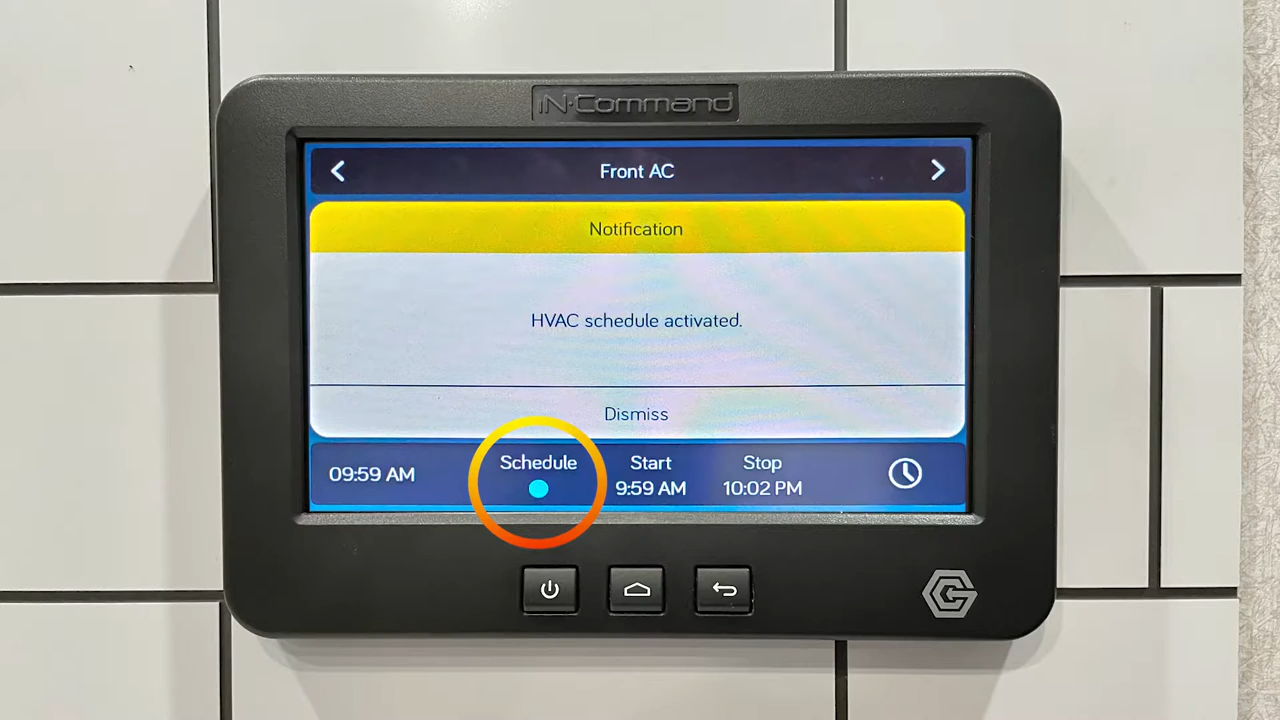 iN·Command
Front AC
Notification
HVAC schedule activated.
Dismiss
09:59 AM
Schedule
Start
9:59 AM
Stop
10:02 PM